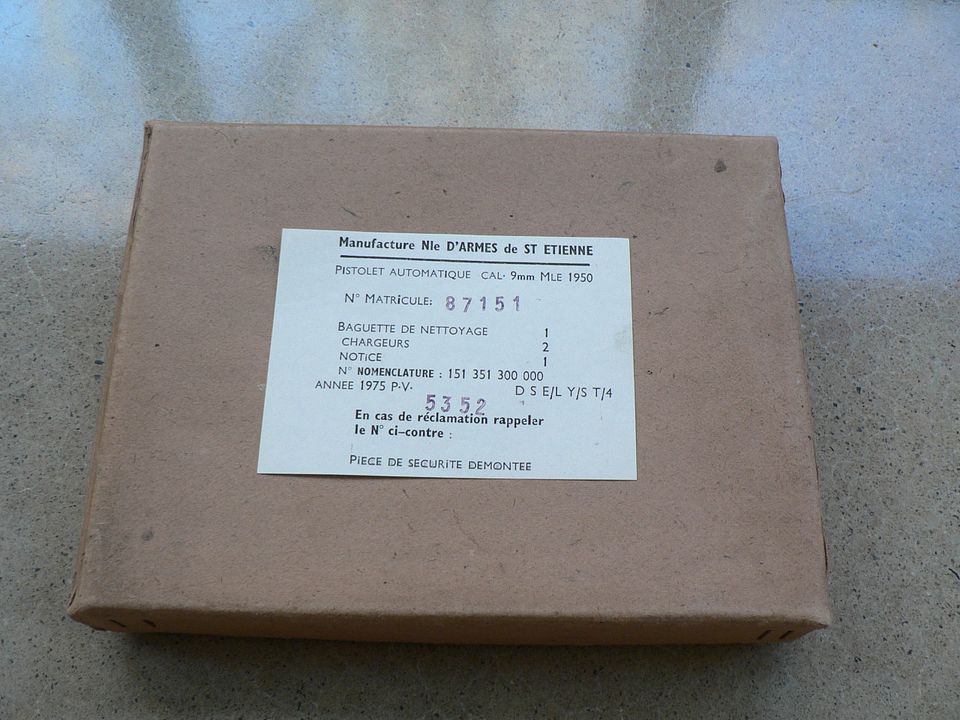 Manufacture Nle D'ARMES de ST ETIENNE
PISTOLET AUTOMATIQUE CAL· 9mm MLE 1950
N° MATRiCULE: 87151
BAGUETTE DE NETTOYAGE 1
CHARGEURS 2
NOTiCE 1
N° NOMENCLATURE : 151 351 300 000
ANNEE 1975 P·V· D S E/L Y/S T/4
5352
En cas de réclamation rappeler
le N° ci-contre :
PiECE DE SECURiTE DEMONTEE